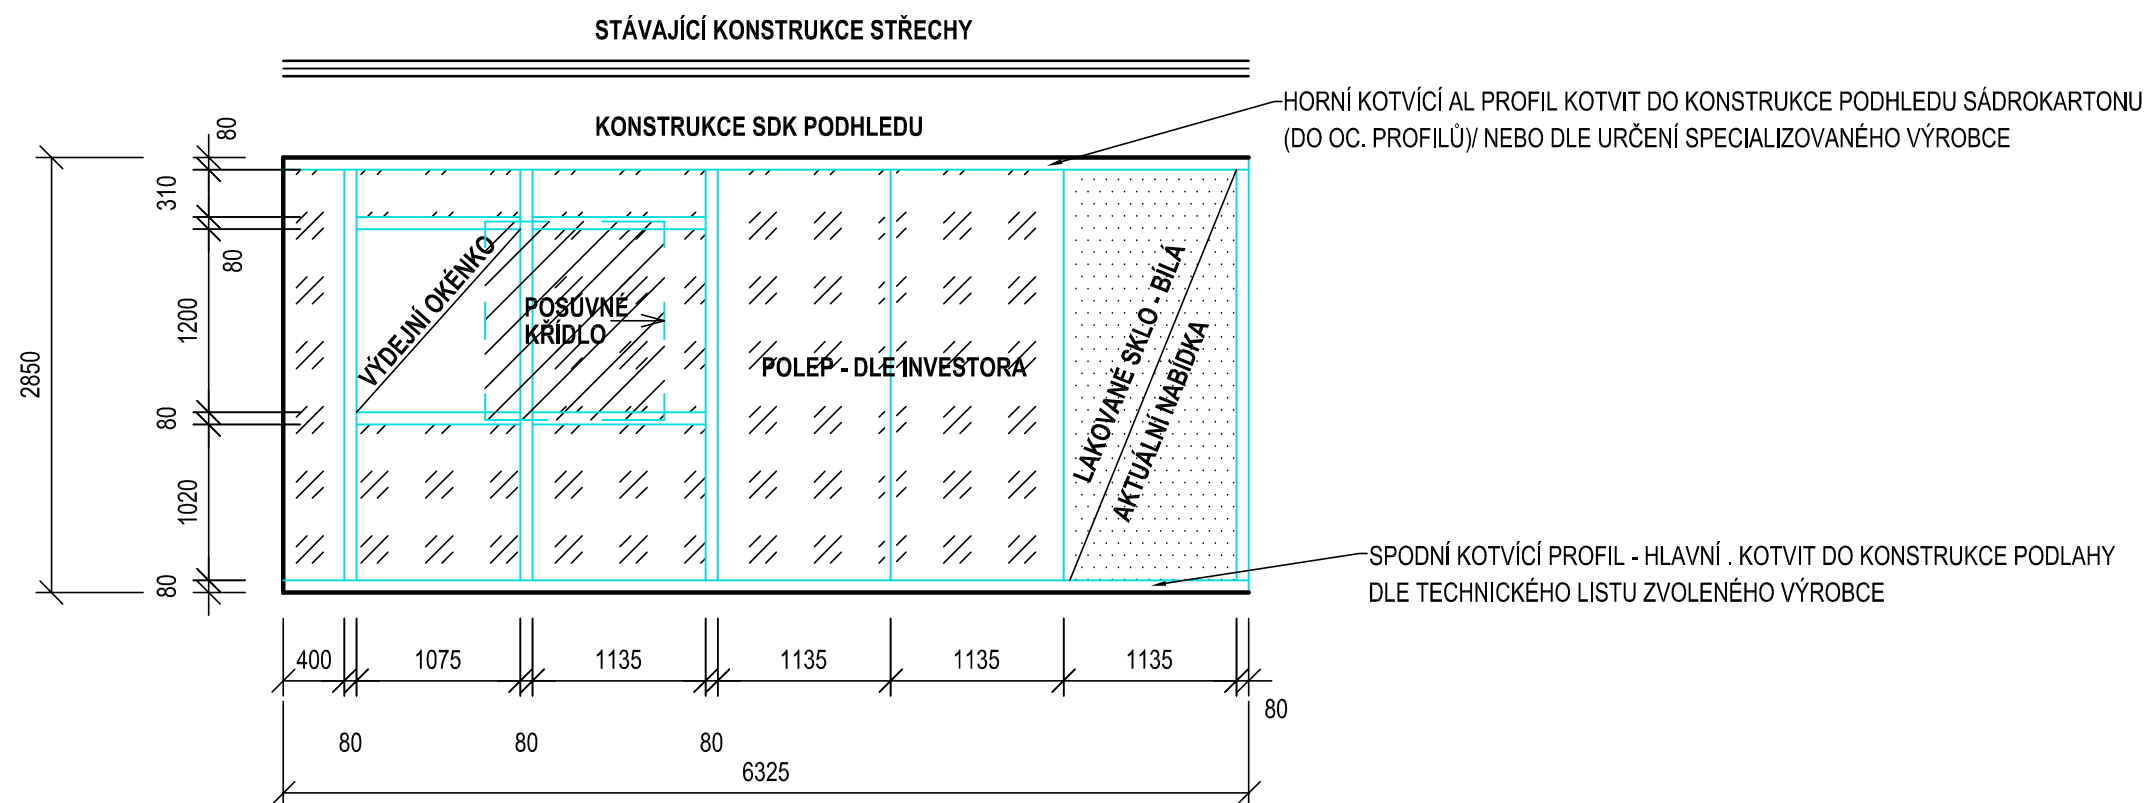 STÁVAJÍCÍ KONSTRUKCE STŘECHY
HORNÍ KOTVÍCÍ AL PROFIL KOTVIT DO KONSTRUKCE PODHLEDU SÁDROKARTONU
(DO OC. PROFILŮ)/ NEBO DLE URČENÍ SPECIALIZOVANÉHO VÝROBCE
KONSTRUKCE SDK PODHLEDU
80
310
80
1200
2850
80
1020
80
VÝDEJNÍ OKÉNKO
POSUVNÉ
KŘÍDLO
POLEP - DLE INVESTORA
LAKOVANÉ SKLO - BÍLÁ
AKTUÁLNÍ NABÍDKA
SPODNÍ KOTVÍCÍ PROFIL - HLAVNÍ . KOTVIT DO KONSTRUKCE PODLAHY
DLE TECHNICKÉHO LISTU ZVOLENÉHO VÝROBCE
400 1075 1135 1135 1135 1135
80
80 80 80
6325